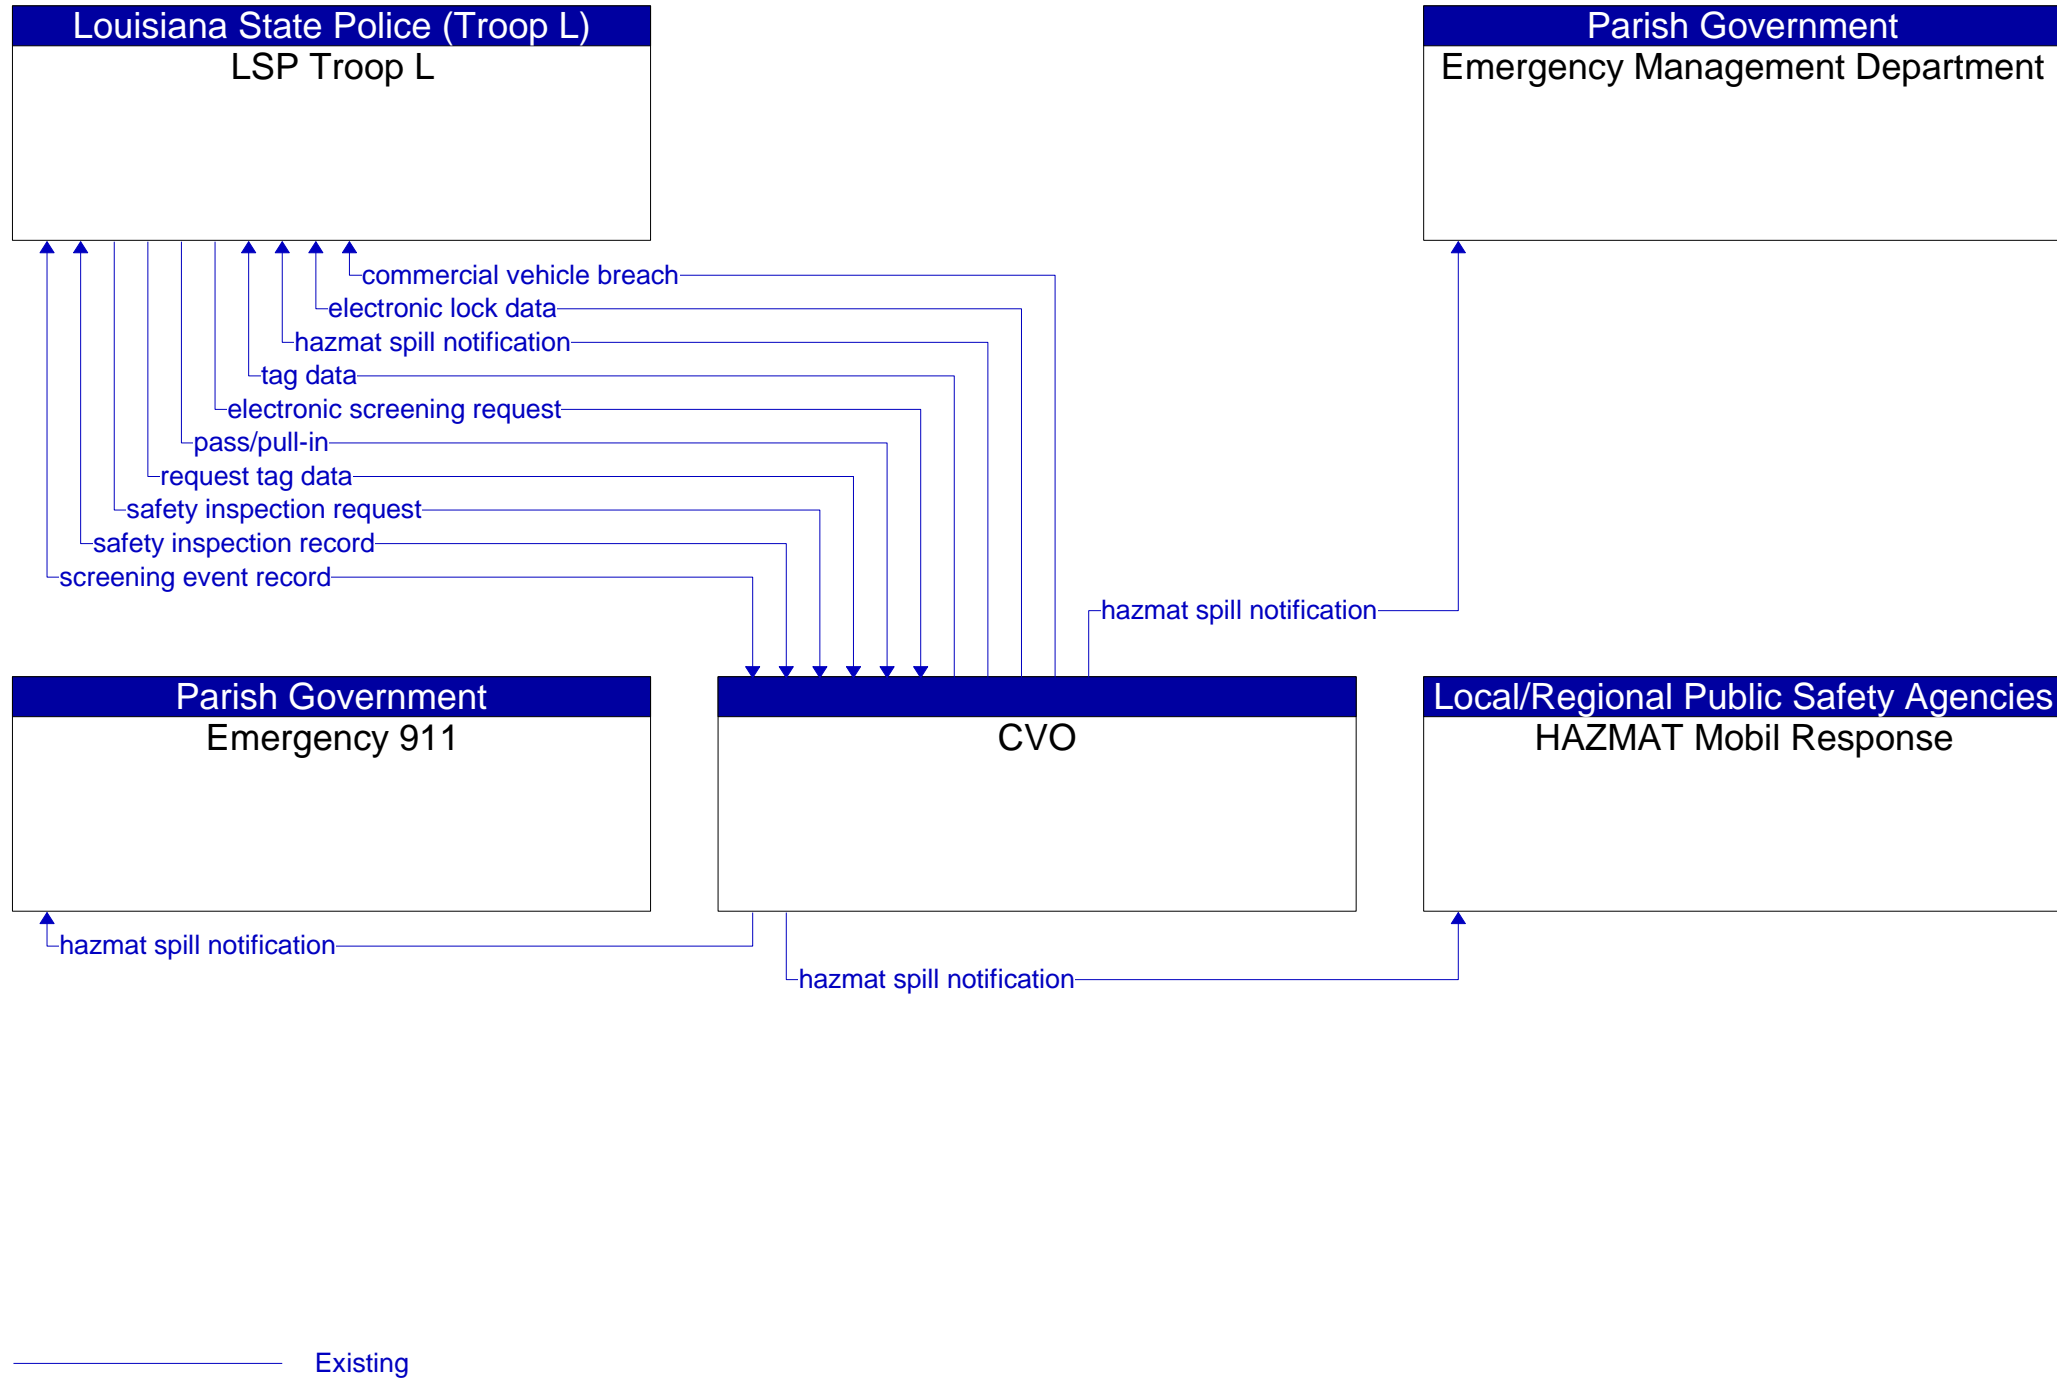 Louisiana State Police (Troop L)
LSP Troop L
Parish Government
Emergency Management Department
commercial vehicle breach
electronic lock data
hazmat spill notification
tag data
electronic screening request
pass/pull-in
request tag data
safety inspection request
safety inspection record
screening event record
hazmat spill notification
Parish Government
Emergency 911
CVO
Local/Regional Public Safety Agencies
HAZMAT Mobil Response
hazmat spill notification
hazmat spill notification
Existing